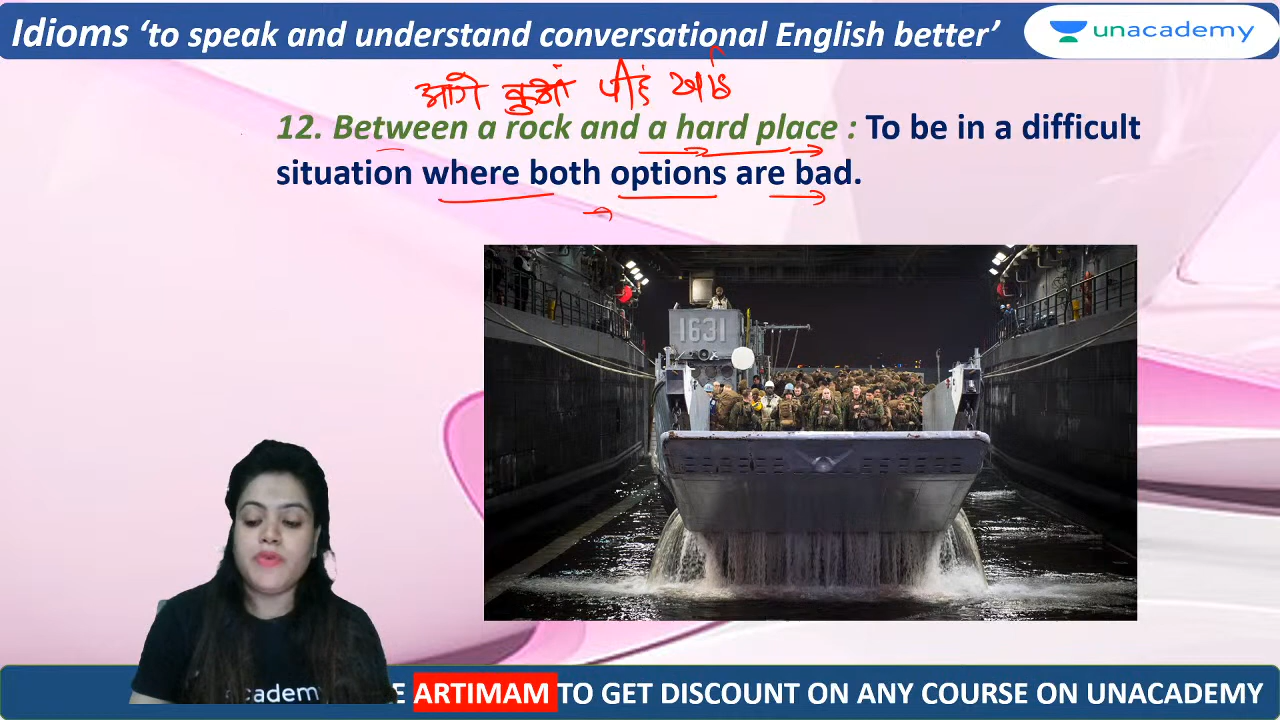 Idioms ‘to speak and understand conversational English better’
unacademy
आगे कुआं पीछे खाई
12. Between a rock and a hard place : To be in a difficult
situation where both options are bad.
1631
cademy
E ARTIMAM TO GET DISCOUNT ON ANY COURSE ON UNACADEMY